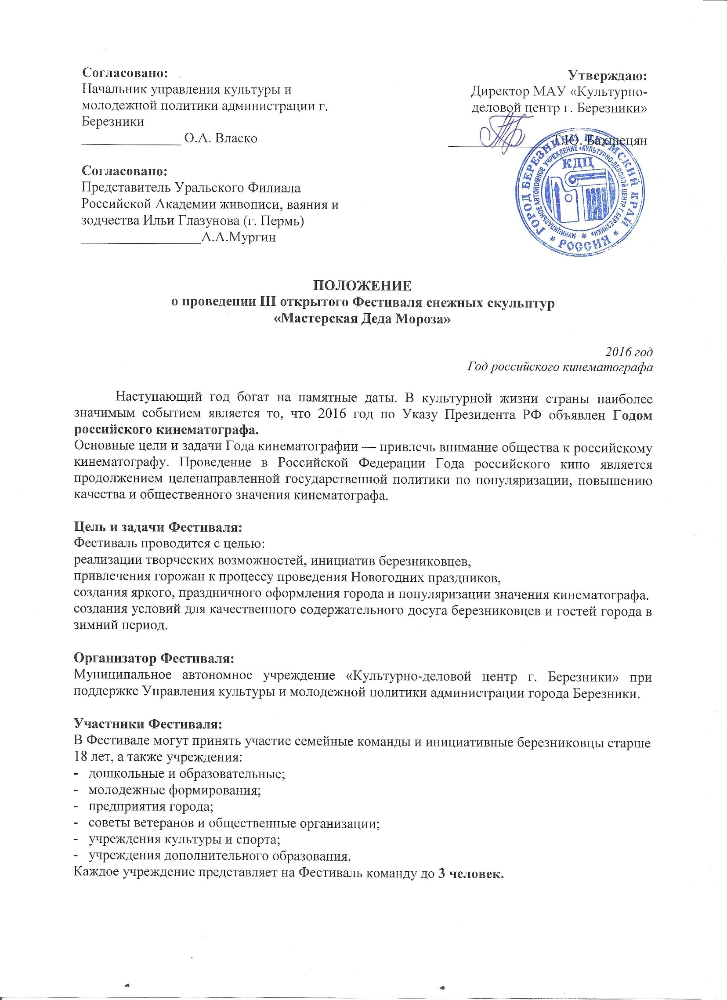 Согласовано:
Начальник управления культуры и
молодежной политики администрации г.
Березники
______________ О.А. Власко
Согласовано:
Представитель Уральского Филиала
Российской Академии живописи, ваяния и
зодчества Ильи Глазунова (г. Пермь)
_________________А.А.Мургин
Утверждаю:
Директор МАУ «Культурно-
деловой центр г. Березники»
______________ Т.Ю. Бахшецян
ГОРОД БЕРЕЗНИКИ ПЕРМСКИЙ КРАЙ
* РОССИЯ *
МУНИЦИПАЛЬНОЕ АВТОНОМНОЕ УЧРЕЖДЕНИЕ «КУЛЬТУРНО-ДЕЛОВОЙ ЦЕНТР Г. БЕРЕЗНИКИ» *
КДЦ
ПОЛОЖЕНИЕ
о проведении III открытого Фестиваля снежных скульптур
«Мастерская Деда Мороза»
2016 год
Год российского кинематографа
Наступающий год богат на памятные даты. В культурной жизни страны наиболее
значимым событием является то, что 2016 год по Указу Президента РФ объявлен Годом
российского кинематографа.
Основные цели и задачи Года кинематографии — привлечь внимание общества к российскому
кинематографу. Проведение в Российской Федерации Года российского кино является
продолжением целенаправленной государственной политики по популяризации, повышению
качества и общественного значения кинематографа.
Цель и задачи Фестиваля:
Фестиваль проводится с целью:
реализации творческих возможностей, инициатив березниковцев,
привлечения горожан к процессу проведения Новогодних праздников,
создания яркого, праздничного оформления города и популяризации значения кинематографа.
создания условий для качественного содержательного досуга березниковцев и гостей города в
зимний период.
Организатор Фестиваля:
Муниципальное автономное учреждение «Культурно-деловой центр г. Березники» при
поддержке Управления культуры и молодежной политики администрации города Березники.
Участники Фестиваля:
В Фестивале могут принять участие семейные команды и инициативные березниковцы старше
18 лет, а также учреждения:
- дошкольные и образовательные;
- молодежные формирования;
- предприятия города;
- советы ветеранов и общественные организации;
- учреждения культуры и спорта;
- учреждения дополнительного образования.
Каждое учреждение представляет на Фестиваль команду до 3 человек.